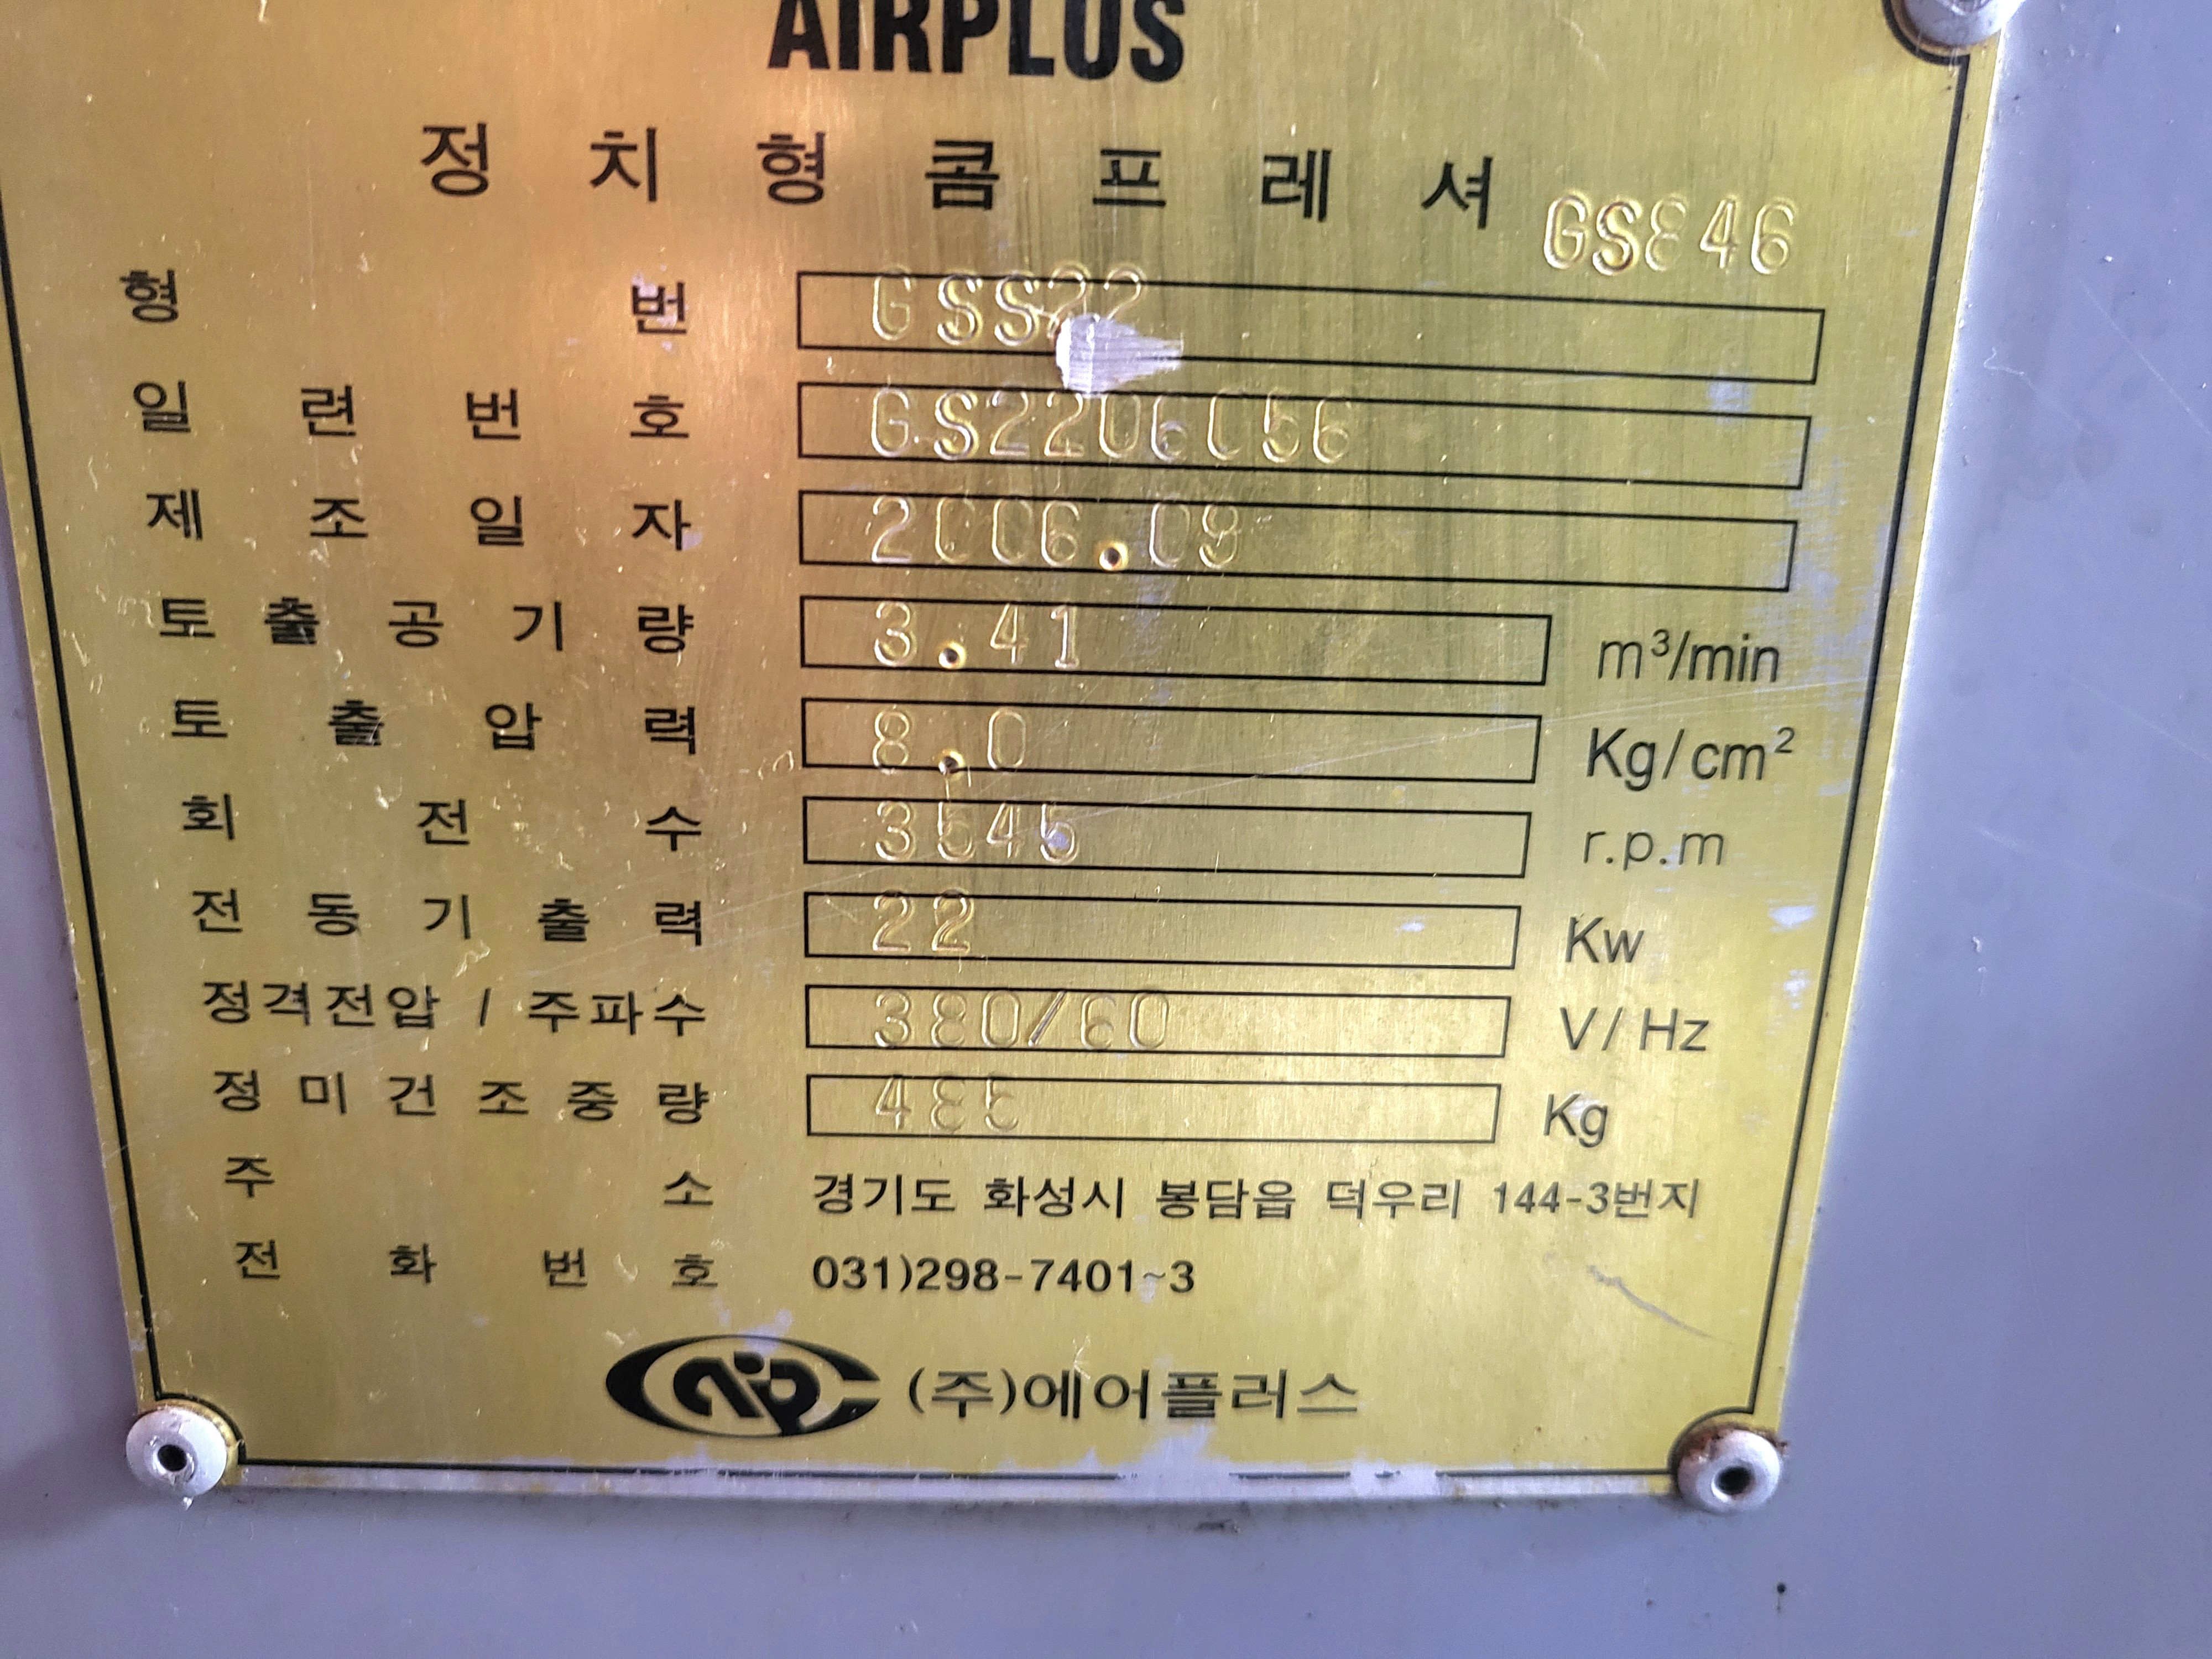 AIRPLUS
정치형콤프레셔 GS846
형번 GSS22
일련번호 GS2206056
제조일자 2006.09
토출공기량 3.41 m³/min
토출압력 8.0 Kg/cm²
회전수 3545 r.p.m
전동기출력 22 Kw
정격전압/주파수 380/60 V/Hz
정미건조중량 485 Kg
주소 경기도 화성시 봉담읍 덕우리 144-3번지
전화번호 031)298-7401~3
(주)에어플러스